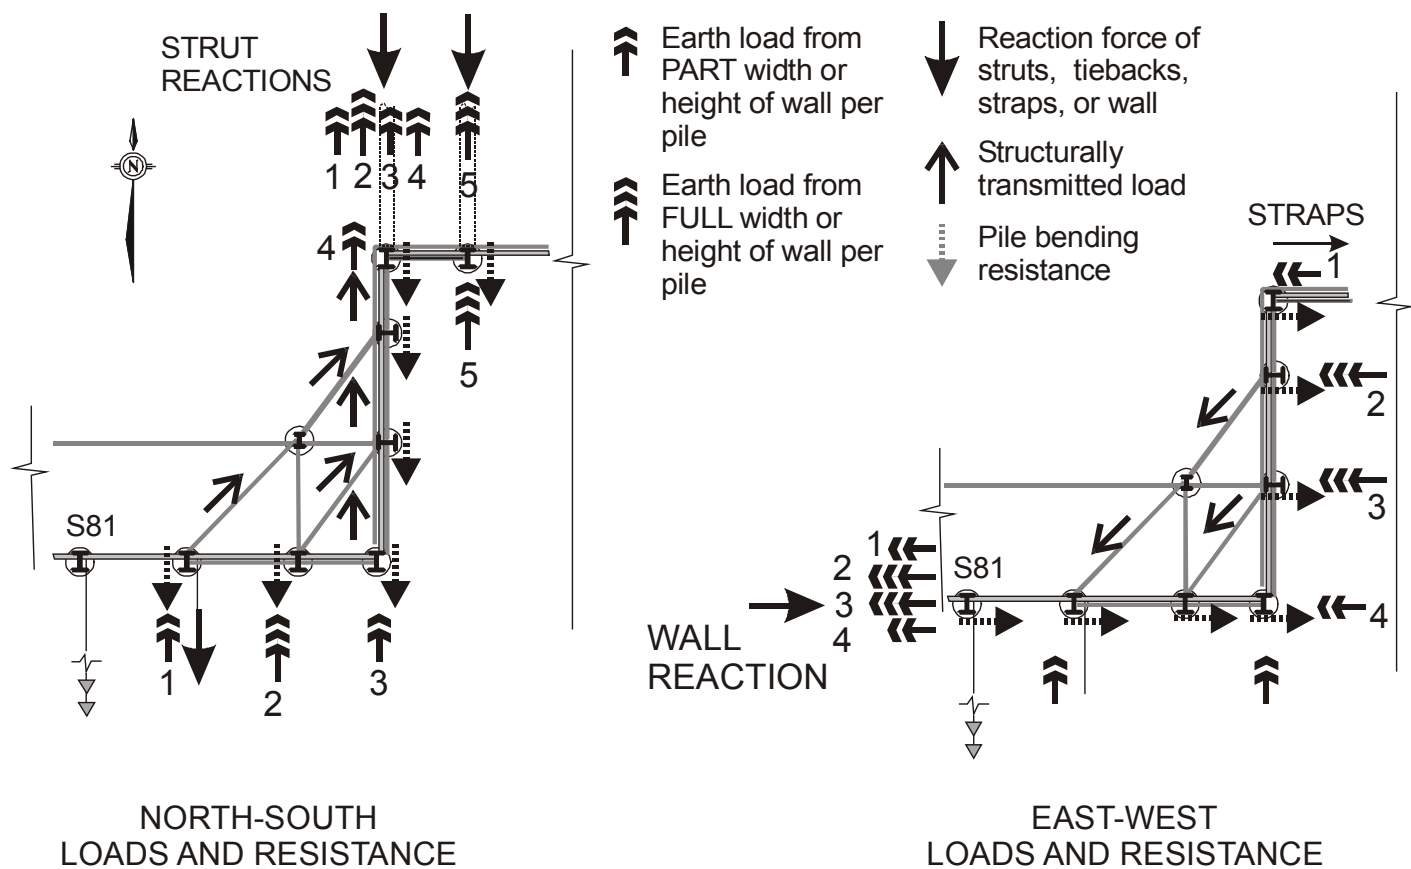 STRUT
REACTIONS
1 2 3 4 5
N
4
5
S81
1
2
3
NORTH-SOUTH
LOADS AND RESISTANCE
Earth load from
PART width or
height of wall per
pile
Earth load from
FULL width or
height of wall per
pile
Reaction force of
struts, tiebacks,
straps, or wall
Structurally
transmitted load
Pile bending
resistance
STRAPS
1
2
3
1
2
3
4
S81
4
WALL
REACTION
EAST-WEST
LOADS AND RESISTANCE